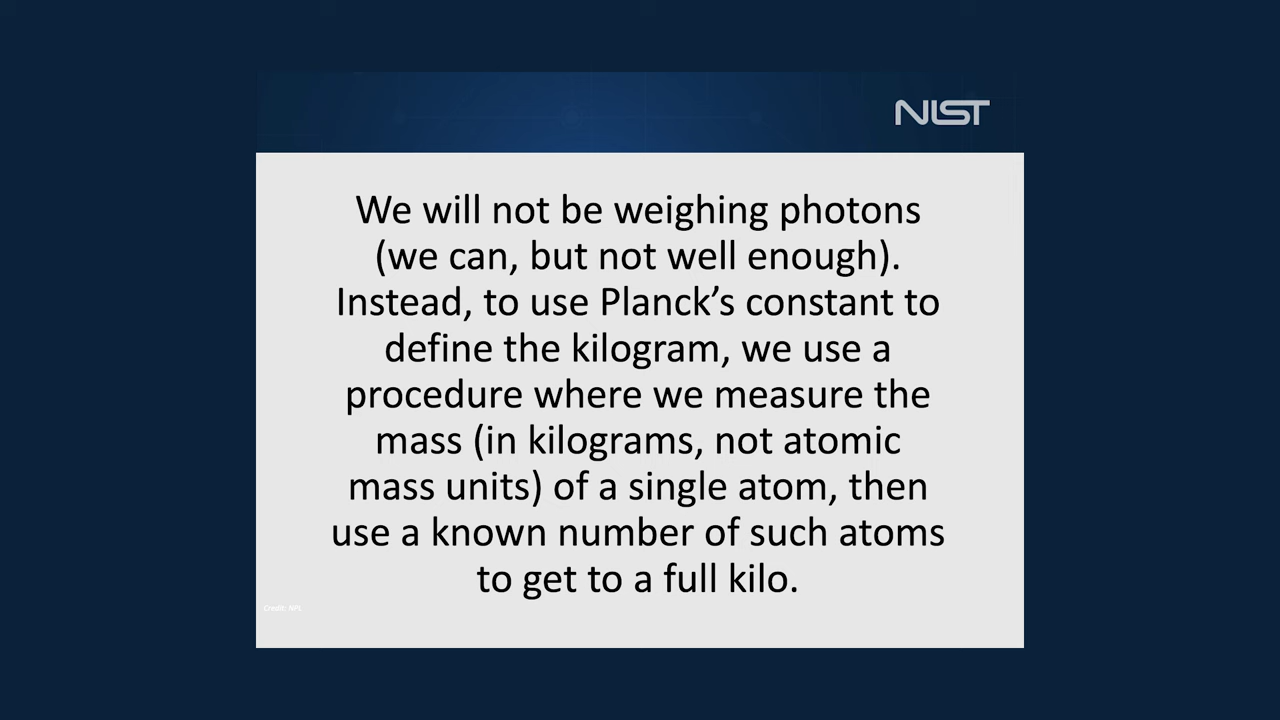 NIST
We will not be weighing photons
(we can, but not well enough).
Instead, to use Planck’s constant to
define the kilogram, we use a
procedure where we measure the
mass (in kilograms, not atomic
mass units) of a single atom, then
use a known number of such atoms
to get to a full kilo.
Credit: NPL